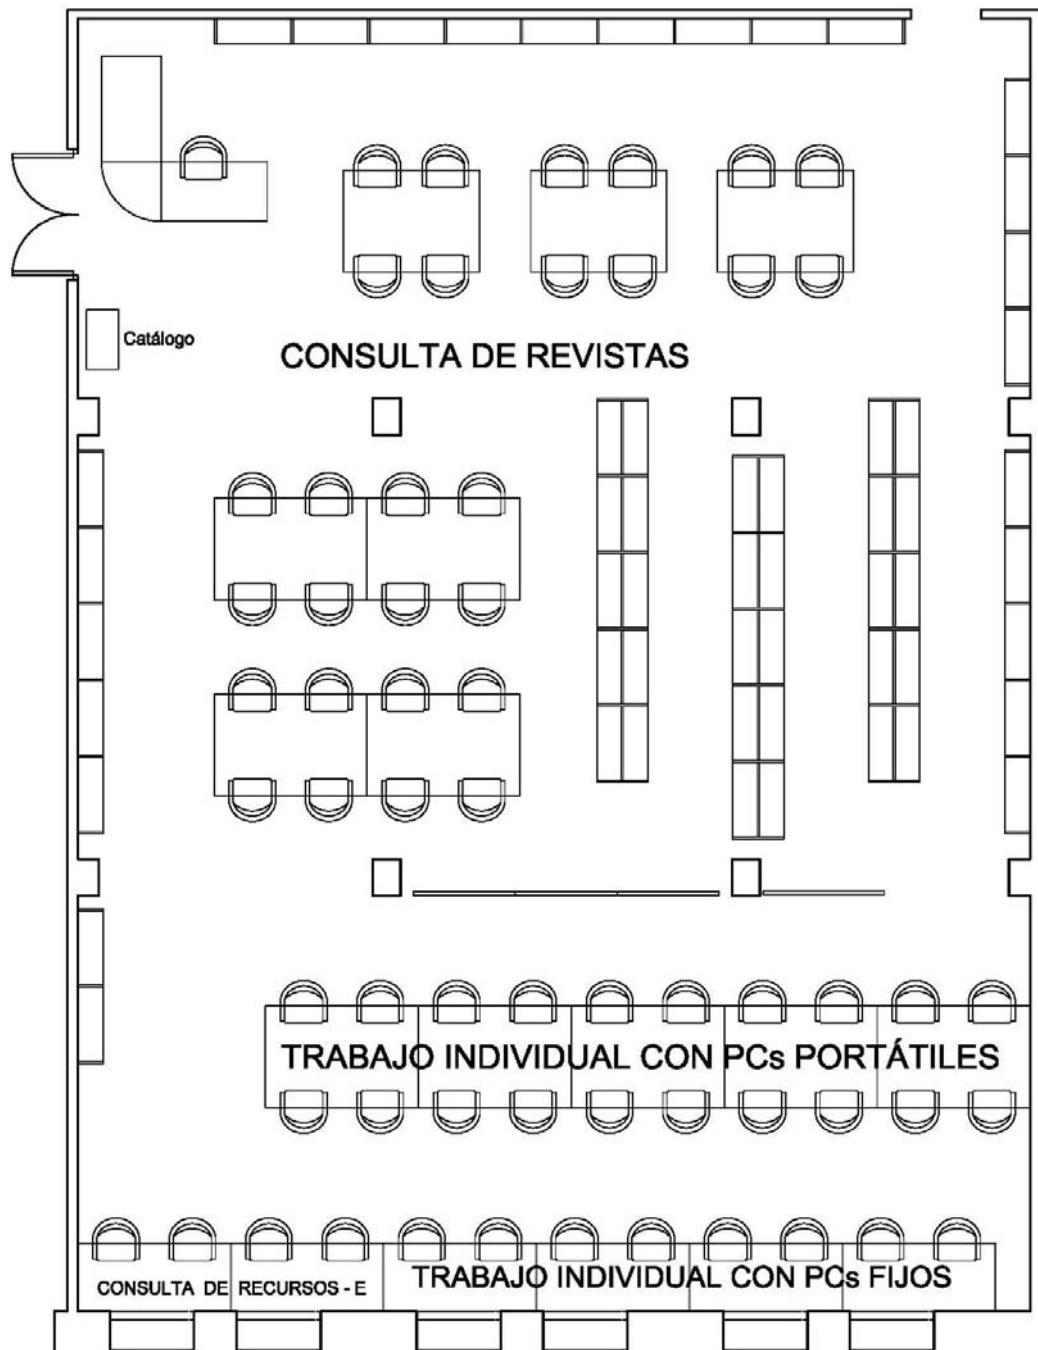 Catálogo
CONSULTA DE REVISTAS
TRABAJO INDIVIDUAL CON PCs PORTÁTILES
CONSULTA DE RECURSOS - E
TRABAJO INDIVIDUAL CON PCs FIJOS